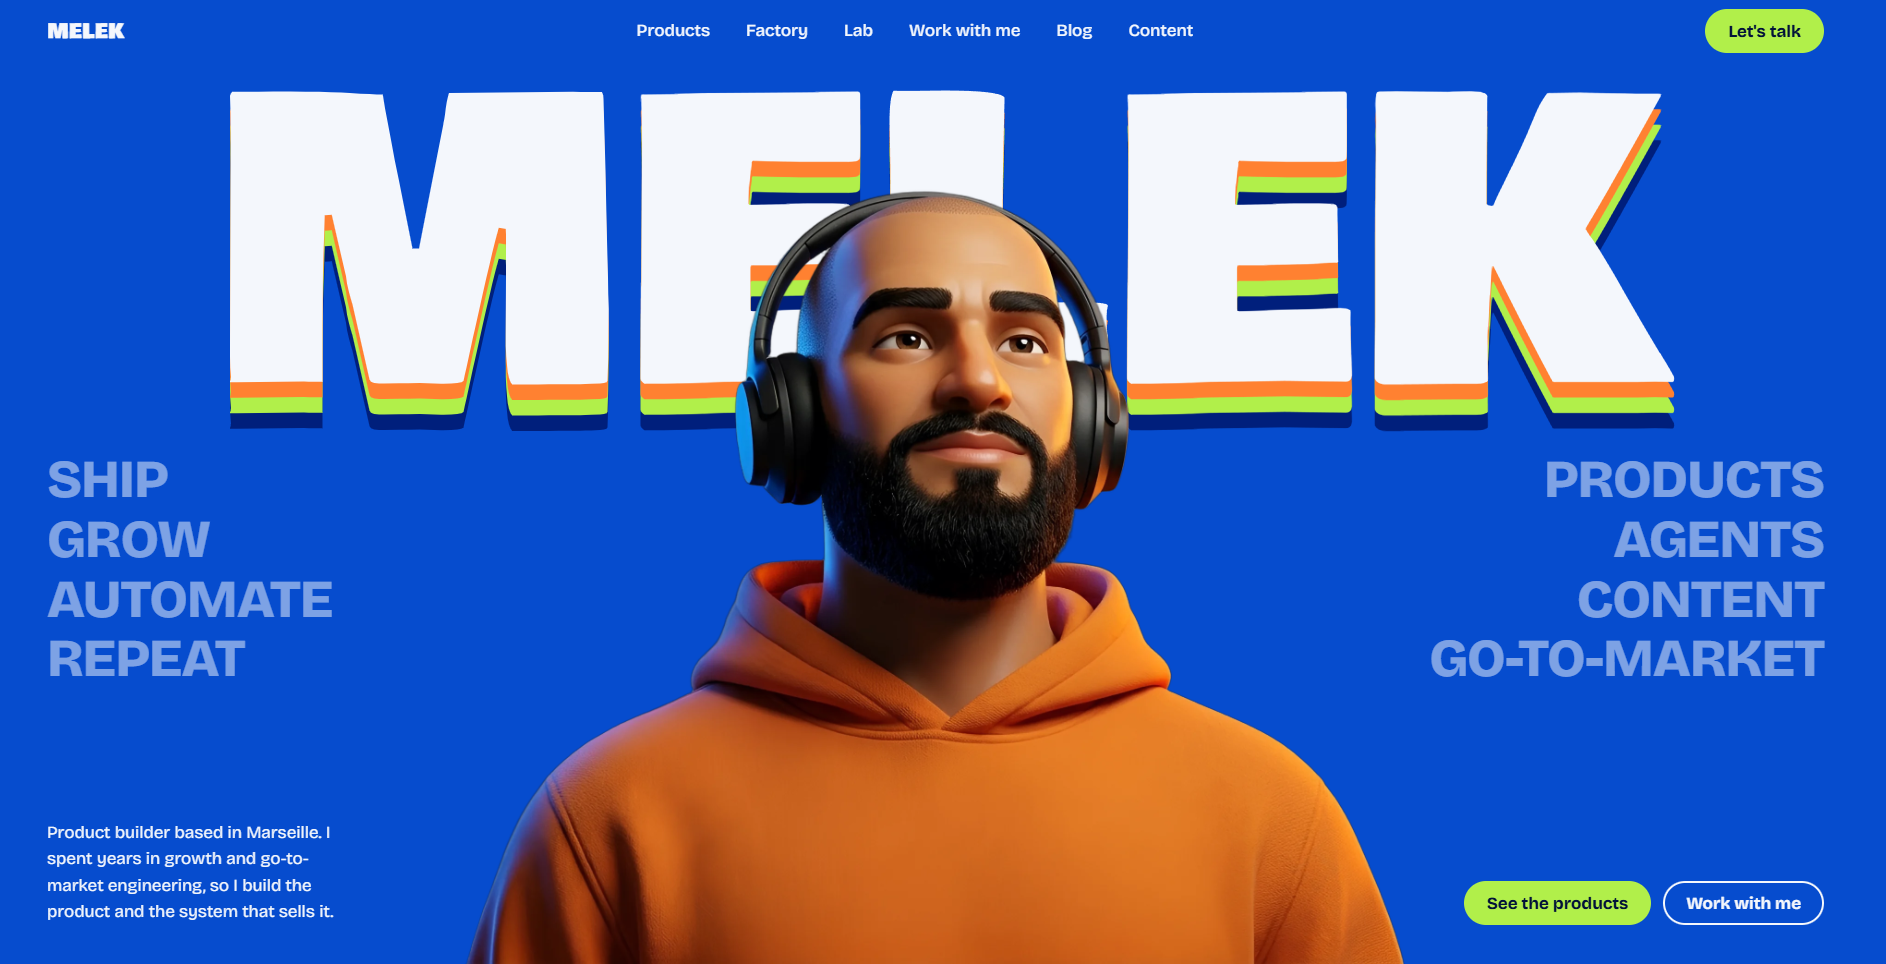 MELEK
Products
Factory
Lab
Work with me
Blog
Content
Let's talk
MELEK
SHIP
GROW
AUTOMATE
REPEAT
PRODUCTS
AGENTS
CONTENT
GO-TO-MARKET
Product builder based in Marseille. I
spent years in growth and go-to-
market engineering, so I build the
product and the system that sells it.
See the products
Work with me